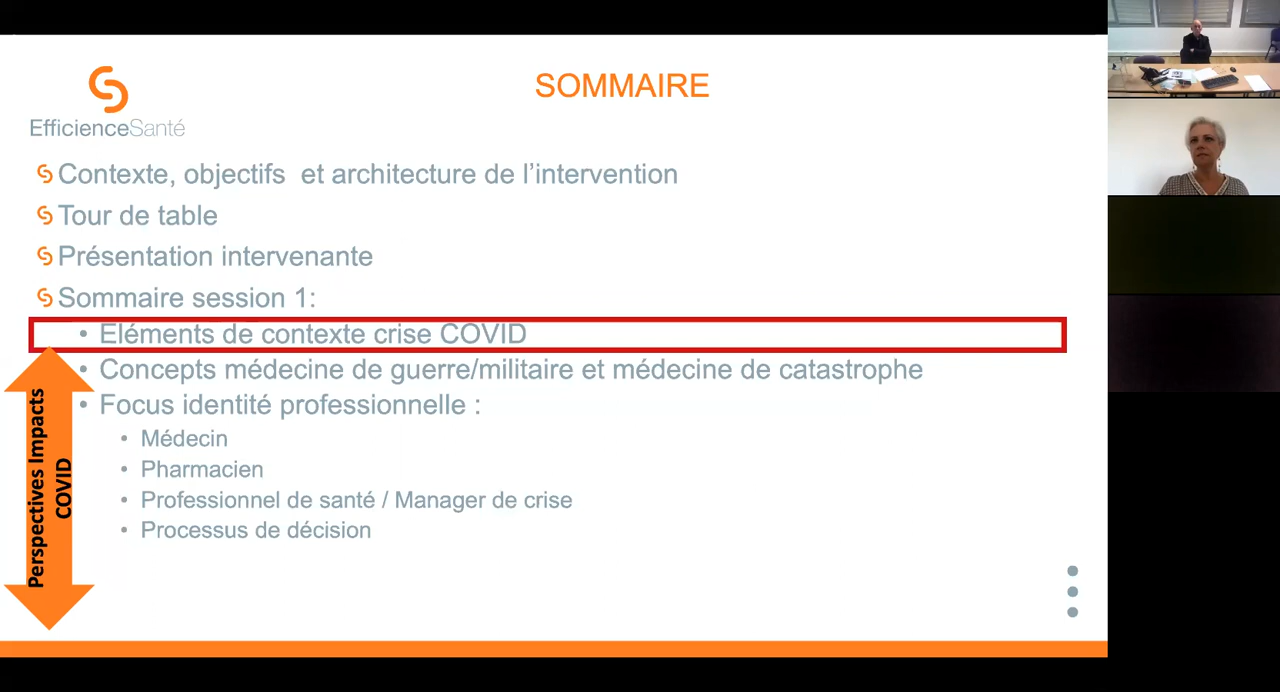 SOMMAIRE
EfficienceSanté
Contexte, objectifs et architecture de l'intervention
Tour de table
Présentation intervenante
Sommaire session 1:
• Eléments de contexte crise COVID
• Concepts médecine de guerre/militaire et médecine de catastrophe
• Focus identité professionnelle :
• Médecin
• Pharmacien
• Professionnel de santé / Manager de crise
• Processus de décision
Perspectives Impacts
COVID